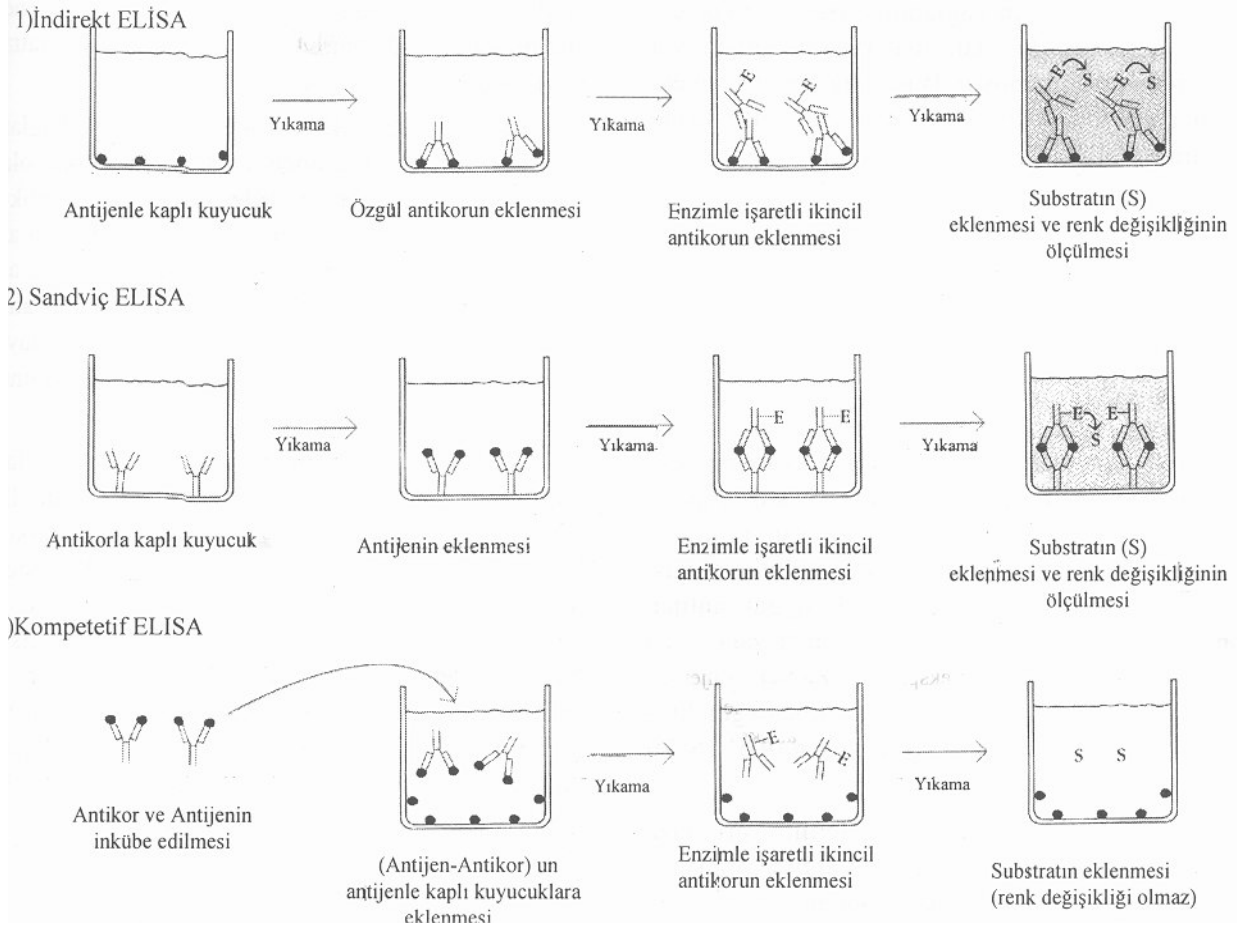 1)İndirekt ELİSA
Yıkama
Yıkama
Yıkama
E
E
E
S
E
S
Antijenle kaplı kuyucuk
Özgül antikorun eklenmesi
Enzimle işaretli ikincil
antikorun eklenmesi
Substratın (S)
eklenmesi ve renk değişikliğinin
ölçülmesi
2) Sandviç ELISA
Yıkama
Yıkama
Yıkama
E
E
E
S
E
Antikorla kaplı kuyucuk
Antijenin eklenmesi
Enzimle işaretli ikincil
antikorun eklenmesi
Substratın (S)
eklenmesi ve renk değişikliğinin
ölçülmesi
)Kompetetif ELISA
Yıkama
Yıkama
E
E
S
S
Antikor ve Antijenin
inkübe edilmesi
(Antijen-Antikor) un
antijenle kaplı kuyucuklara
eklenmesi
Enzimle işaretli ikincil
antikorun eklenmesi
Substratın eklenmesi
(renk değişikliği olmaz)